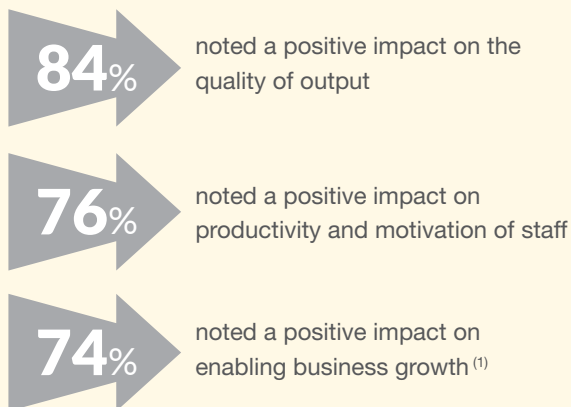 84%
noted a positive impact on the
quality of output
76%
noted a positive impact on
productivity and motivation of staff
74%
noted a positive impact on
enabling business growth (1)